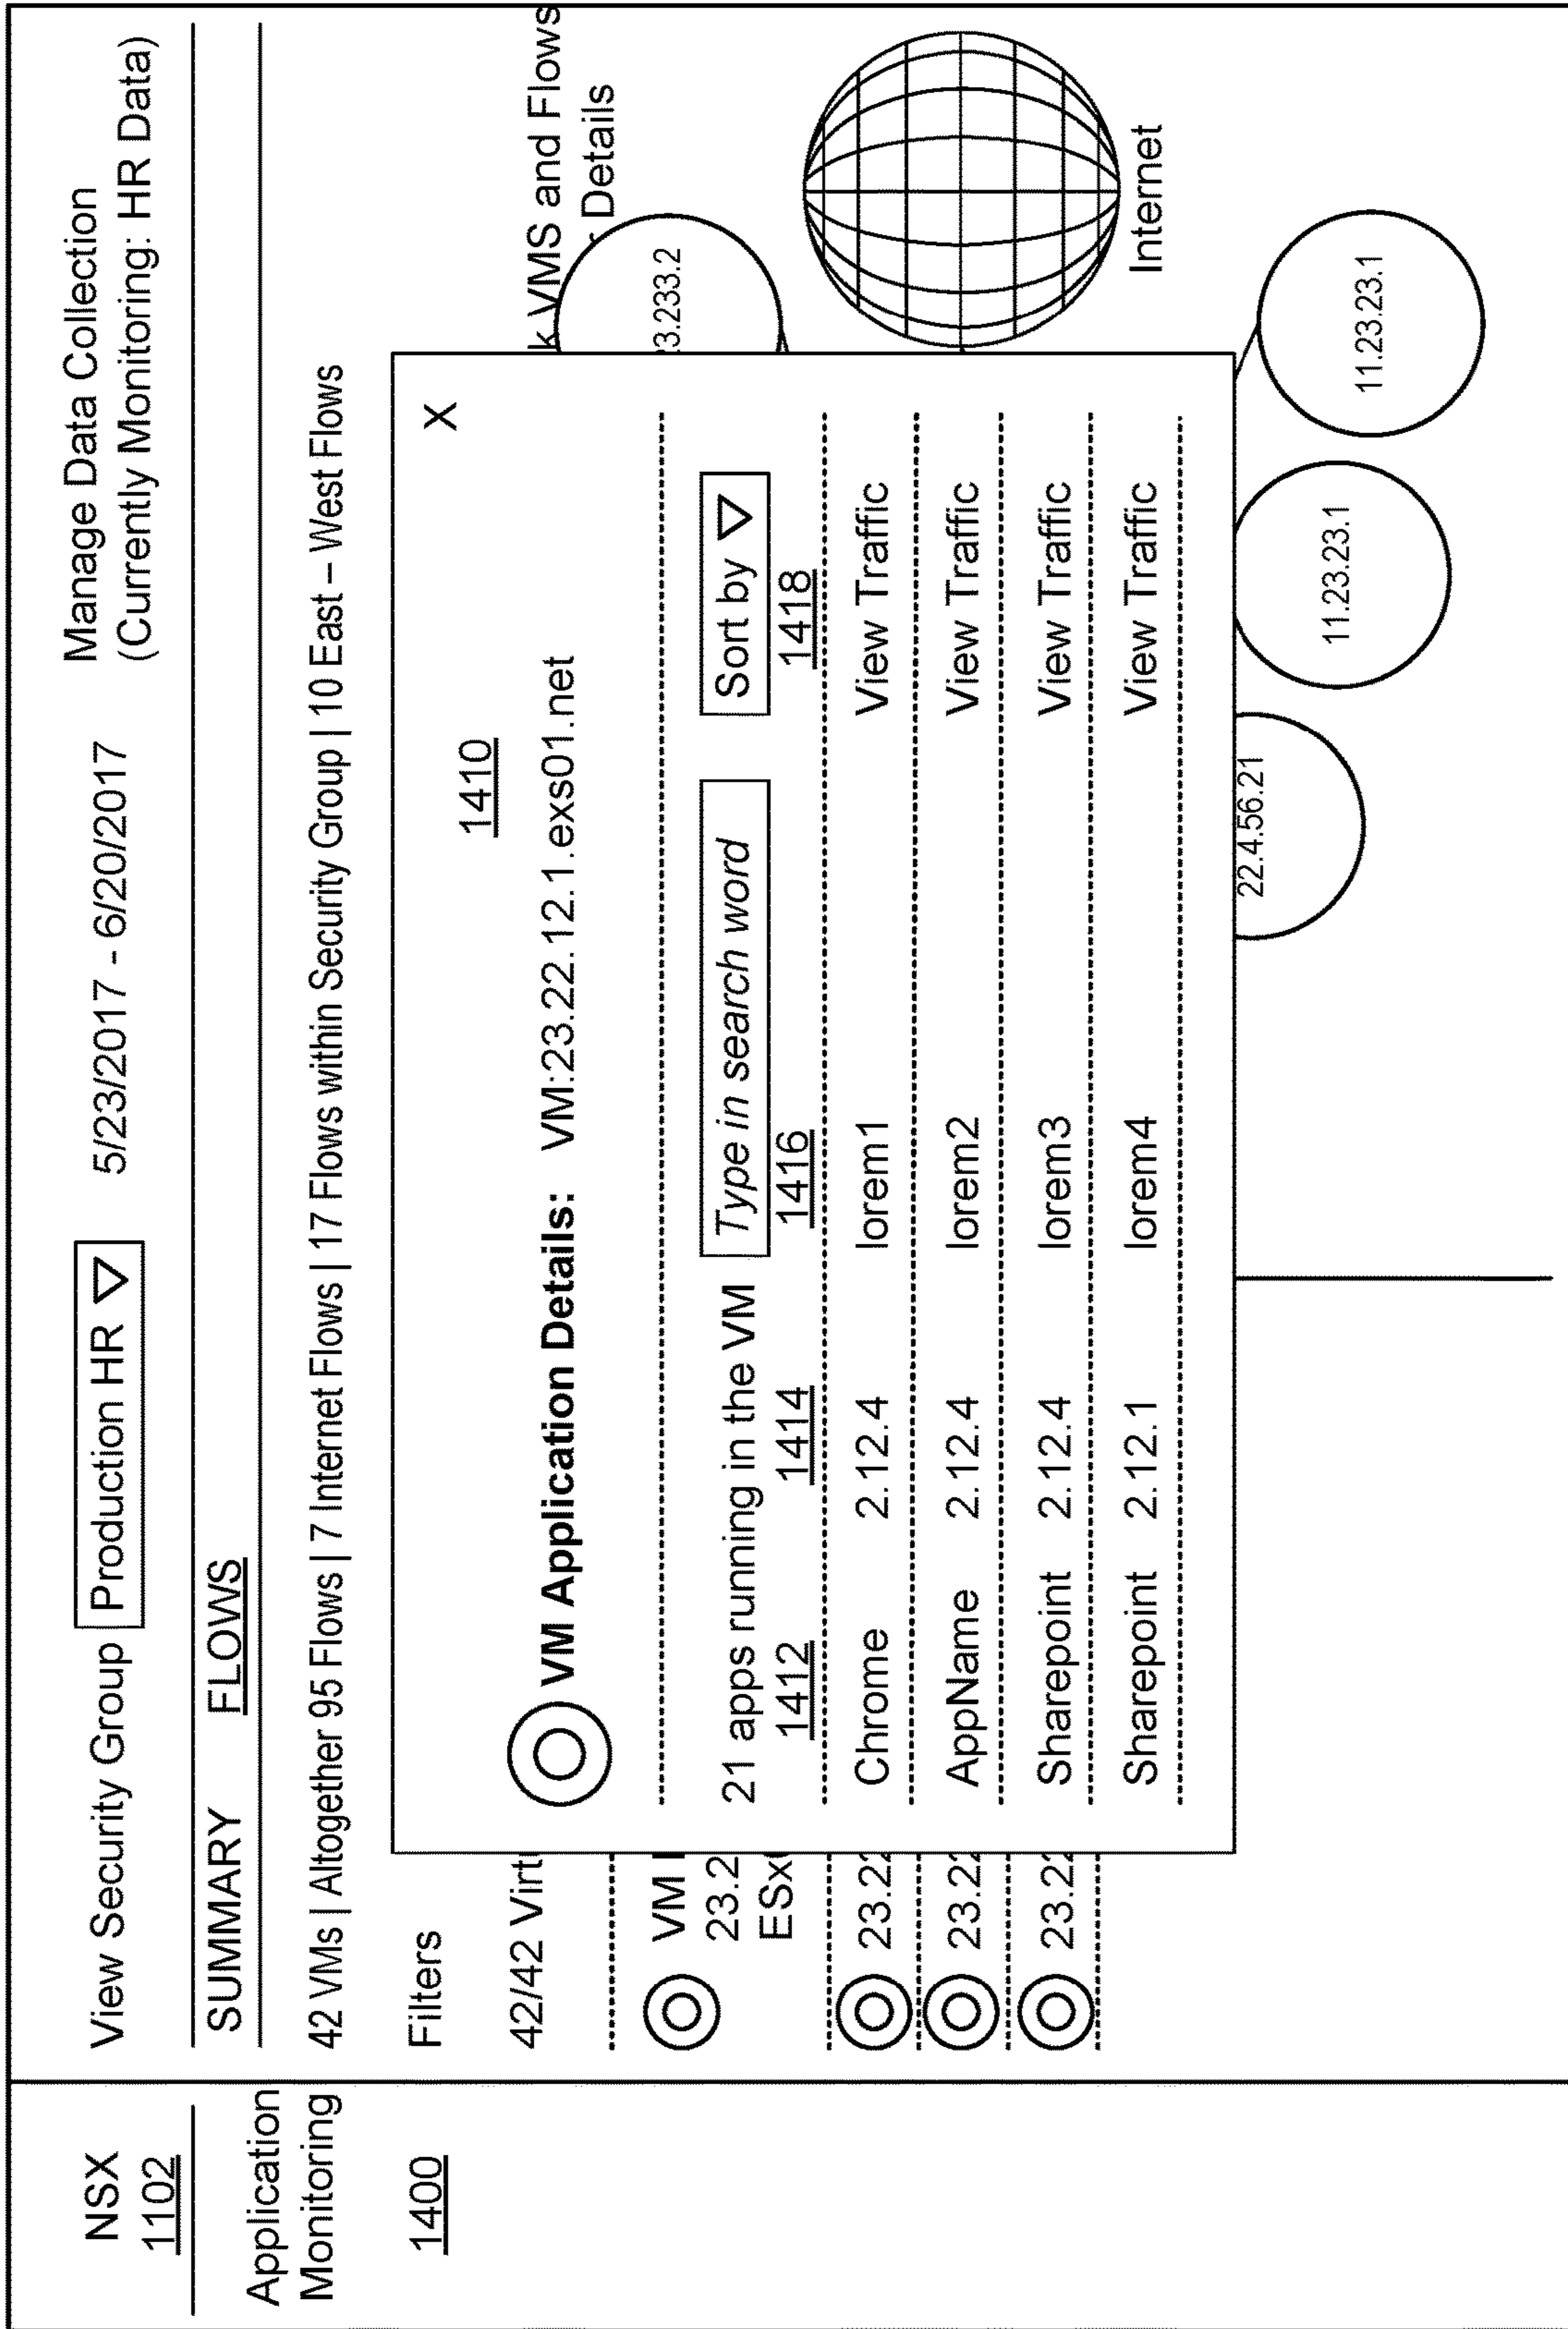 NSX
1102
Application
Monitoring
1400
View Security Group Production HR 5/23/2017 - 6/20/2017 Manage Data Collection
(Currently Monitoring: HR Data)
SUMMARY FLOWS
42 VMs | Altogether 95 Flows | 7 Internet Flows | 17 Flows within Security Group | 10 East – West Flows
Filters
42/42
VM
23.2
23.22
23.22
23.22
k VMS and Flows
Details
1410
X
VM Application Details: VM:23.22.12.1.exs01.net
21 apps running in the VM Type in search word Sort by
1412 1414 1416 1418
Chrome 2.12.4 lorem1 View Traffic
AppName 2.12.4 lorem2 View Traffic
Sharepoint 2.12.4 lorem3 View Traffic
Sharepoint 2.12.1 lorem4 View Traffic
3.233.2
Internet
22.4.56.21
11.23.23.1
11.23.23.1